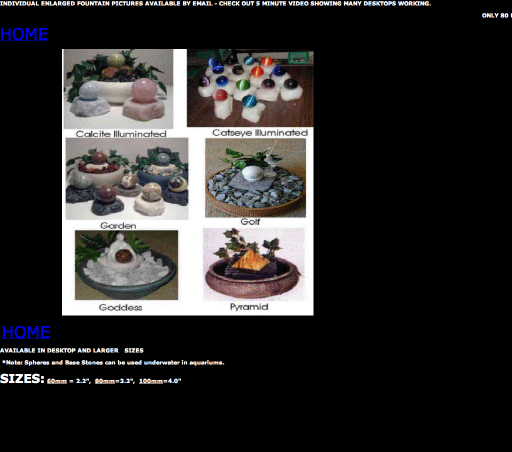 INDIVIDUAL ENLARGED FOUNTAIN PICTURES AVAILABLE BY EMAIL - CHECK OUT 5 MINUTE VIDEO SHOWING MANY DESKTOPS WORKING.
ONLY 80
HOME
Calcite Illuminated
Catseye Illuminated
Garden
Golf
Goddess
Pyramid
HOME
AVAILABLE IN DESKTOP AND LARGER SIZES
*Note: Spheres and Base Stones can be used underwater in aquariums.
SIZES: 60mm = 2.2", 80mm=3.2", 100mm=4.0"